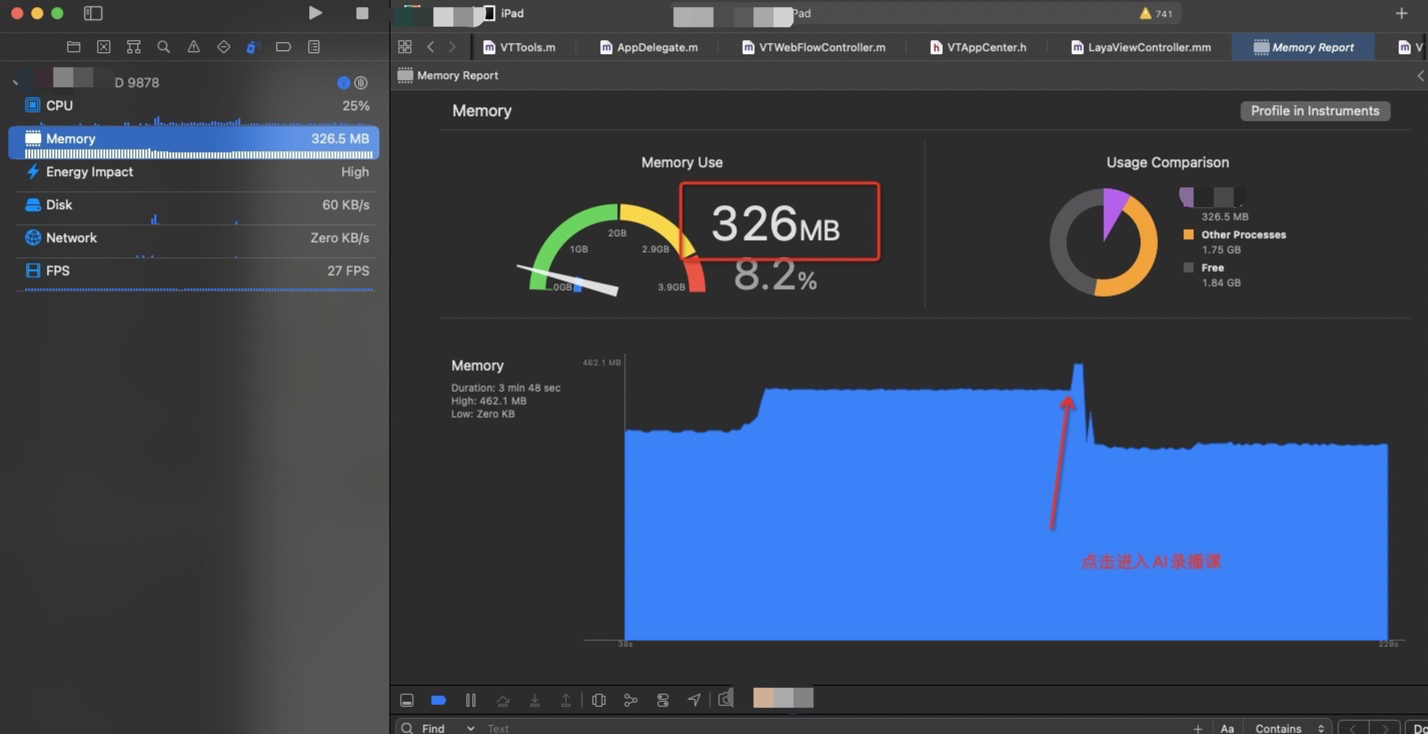 iPad
Pad
741
VTTools.m
AppDelegate.m
VTWebFlowController.m
VTAppCenter.h
LayaViewController.mm
Memory Report
V
D 9878
Memory Report
CPU
25%
Memory
326.5 MB
Energy Impact
High
Disk
60 KB/s
Network
Zero KB/s
FPS
27 FPS
Memory
Profile in Instruments
Memory Use
0GB
1GB
2GB
2.9GB
3.9GB
326MB
8.2%
Usage Comparison
326.5 MB
Other Processes
1.75 GB
Free
1.84 GB
Memory
Duration: 3 min 48 sec
High: 462.1 MB
Low: Zero KB
462.1 MB
点击进入AI录播课
38s
228s
Find
Text
Aa
Contains
Do